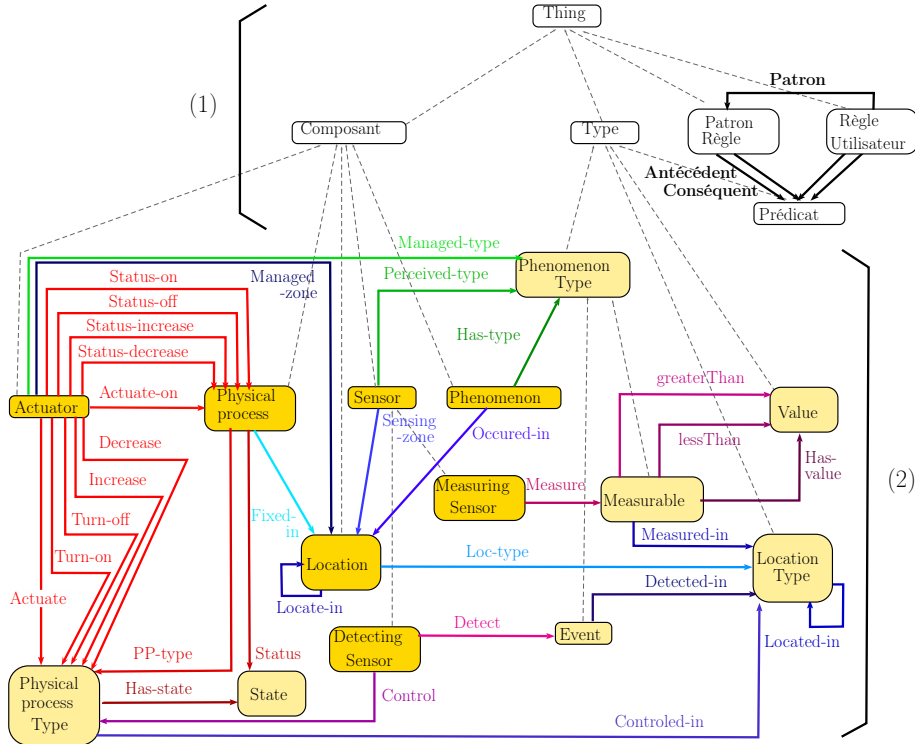 Thing
(1)
Patron
Composant
Type
Patron
Règle
Règle
Utilisateur
Antécédent
Conséquent
Prédicat
Managed-type
Managed
-zone
Perceived-type
Phenomenon
Type
Status-on
Status-off
Status-increase
Status-decrease
Has-type
Actuate-on
Actuator
Physical
process
Sensor
Phenomenon
greaterThan
Value
Sensing
-zone
Occured-in
lessThan
Decrease
Increase
Turn-off
Turn-on
Actuate
Fixed-
in
Measuring
Sensor
Measure
Measurable
Has-
value
(2)
Measured-in
Location
Loc-type
Location
Type
Locate-in
Detected-in
Detecting
Sensor
Detect
Event
Located-in
PP-type
Status
Physical
process
Type
Has-state
State
Control
Controled-in